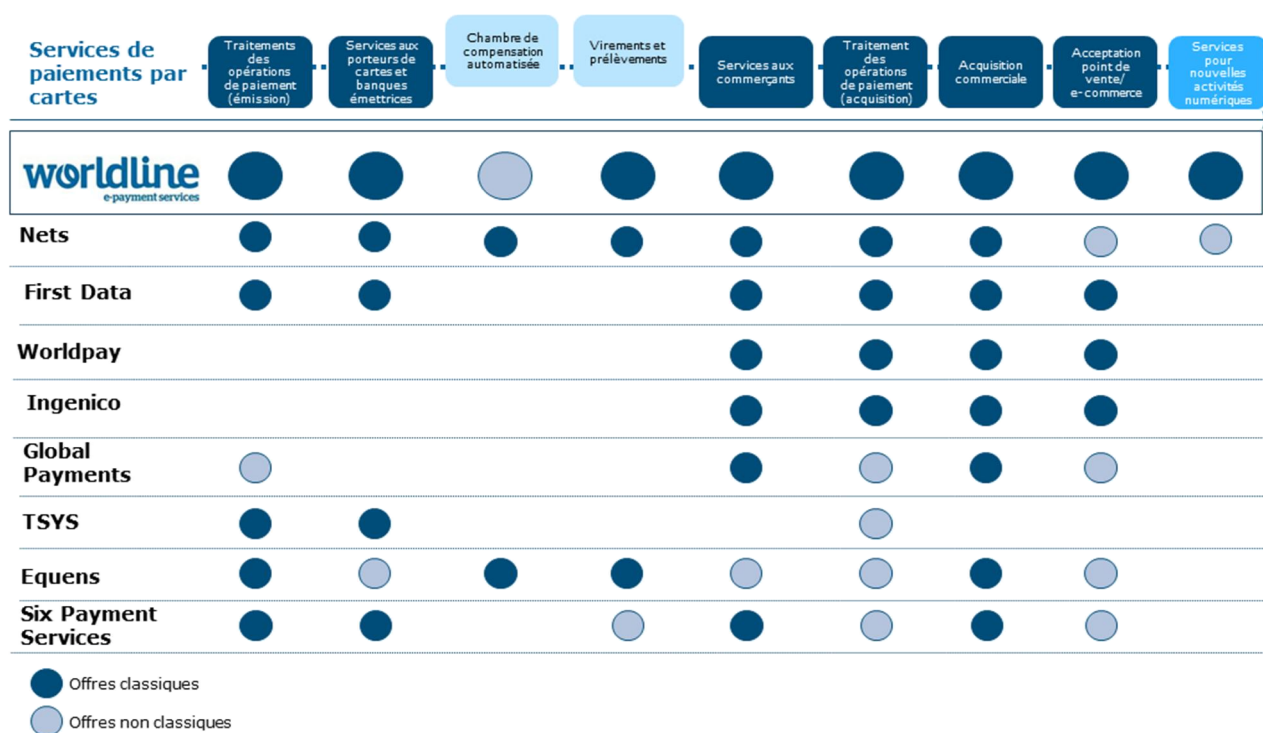 Services de
paiements par
cartes
Traitements
des
opérations
de paiement
(émission)
Services aux
porteurs de
cartes et
banques
émettrices
Chambre de
compensation
automatisée
Virements et
prélèvements
Services aux
commerçants
Traitement
des
opérations
de paiement
(acquisition)
Acquisition
commerciale
Acceptation
point de
vente/
e-commerce
Services
pour
nouvelles
activités
numériques
worldline
e-payment services
Nets
First Data
Worldpay
Ingenico
Global
Payments
TSYS
Equens
Six Payment
Services
Offres classiques
Offres non classiques